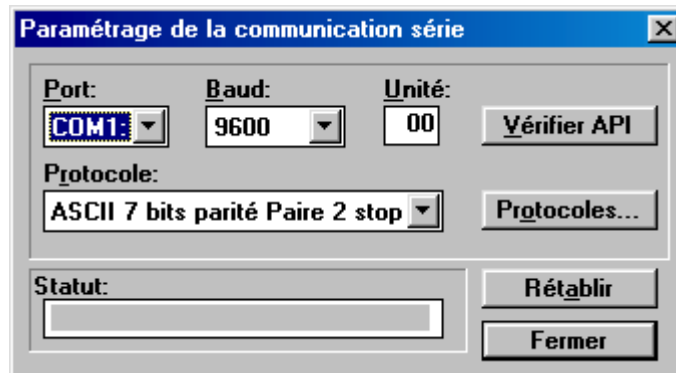 Paramétrage de la communication série
Port: Baud: Unité:
COM1: 9600 00 Vérifier API
Protocole:
ASCII 7 bits parité Paire 2 stop Protocoles...
Statut: Rétablir
Fermer